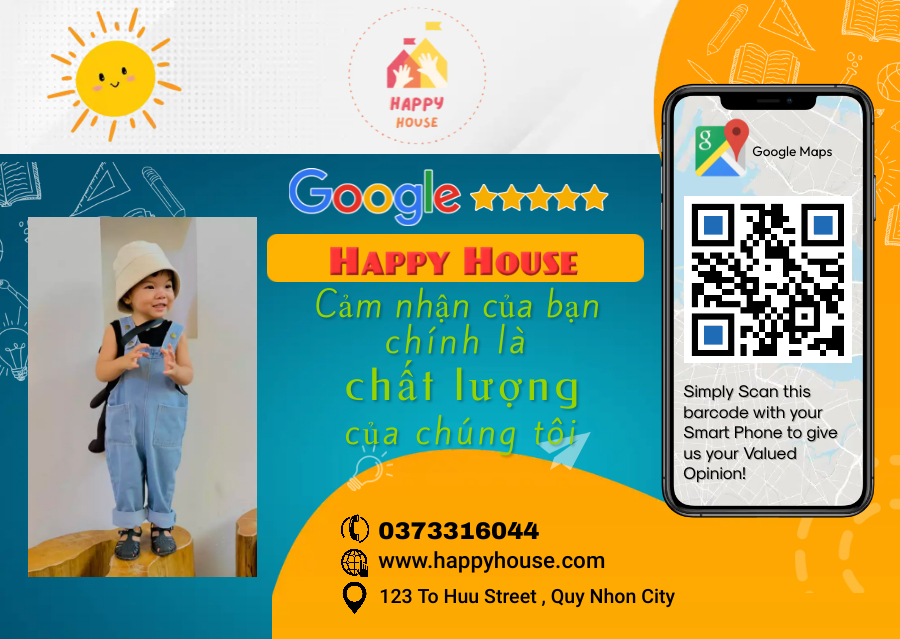 HAPPY
HOUSE
Google
HAPPY HOUSE
Cảm nhận của bạn
chính là
chất lượng
của chúng tôi
g
Google Maps
Simply Scan this
barcode with your
Smart Phone to give
us your Valued
Opinion!
0373316044
www.happyhouse.com
123 To Huu Street , Quy Nhon City